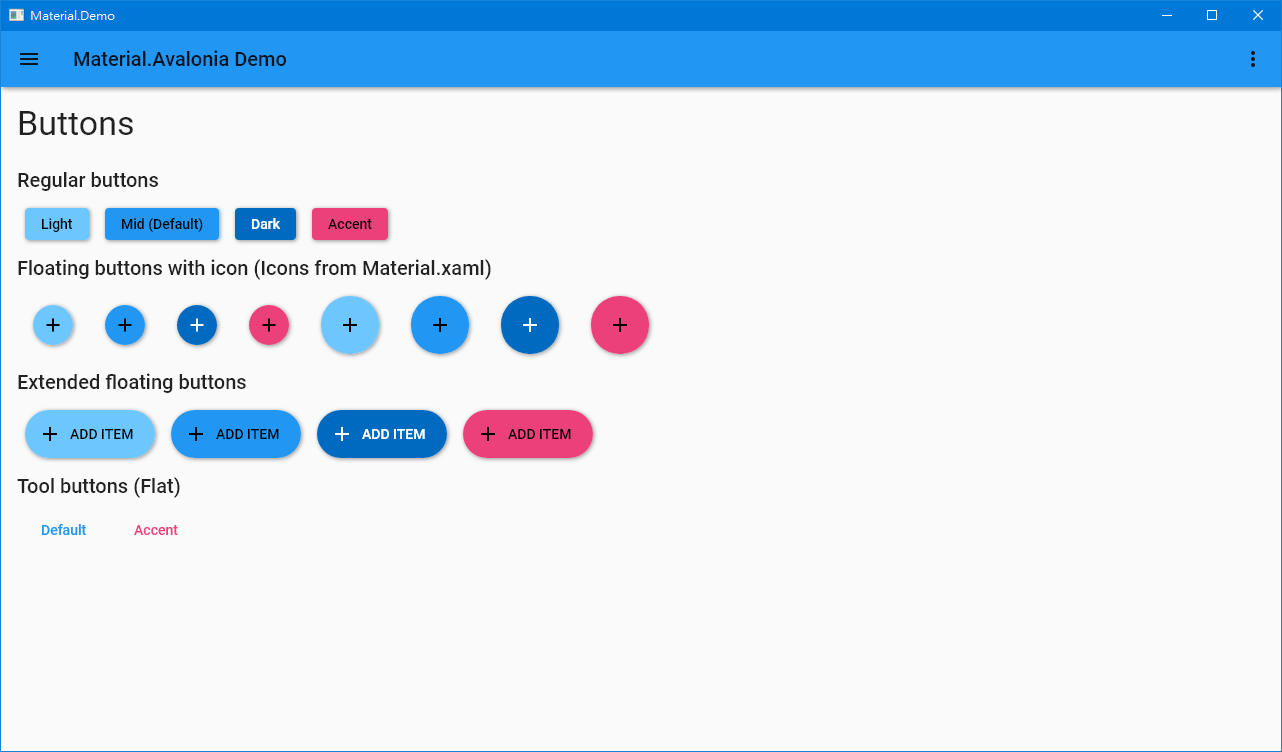 Material.Demo
Material.Avalonia Demo
Buttons
Regular buttons
Light Mid (Default) Dark Accent
Floating buttons with icon (Icons from Material.xaml)
Extended floating buttons
ADD ITEM ADD ITEM ADD ITEM ADD ITEM
Tool buttons (Flat)
Default Accent